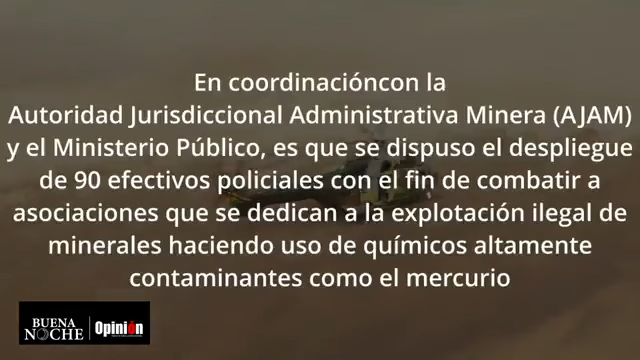 En coordinacióncon la
Autoridad Jurisdiccional Administrativa Minera (AJAM)
y el Ministerio Público, es que se dispuso el despliegue
de 90 efectivos policiales con el fin de combatir a
asociaciones que se dedican a la explotación ilegal de
minerales haciendo uso de químicos altamente
contaminantes como el mercurio
BUENA
NOCHE
Opinión